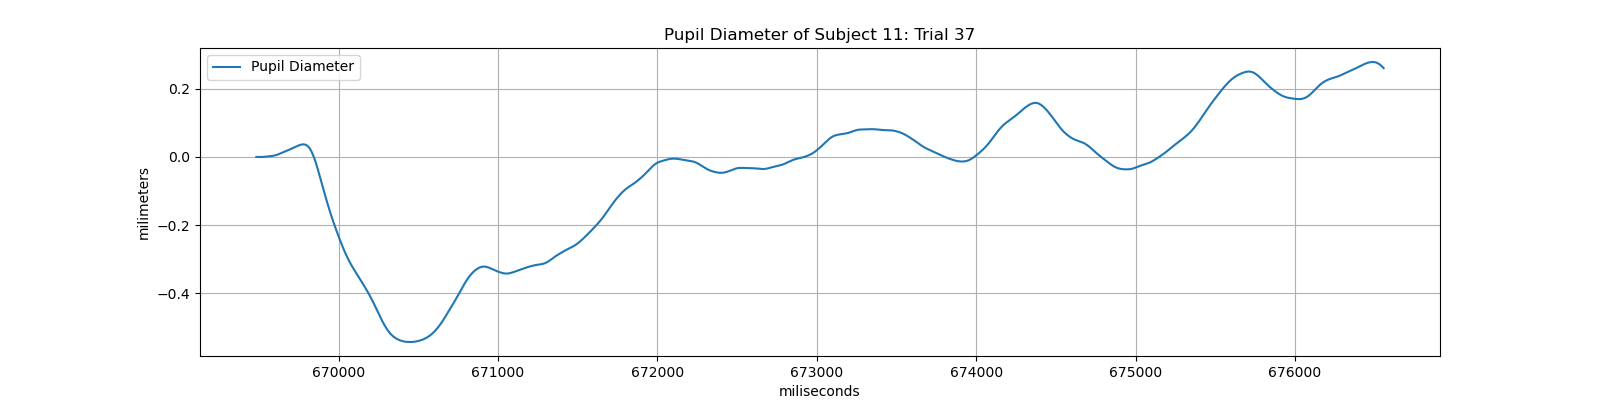 Pupil Diameter of Subject 11: Trial 37
Pupil Diameter
0.2
0.0
−0.2
−0.4
milimeters
670000 671000 672000 673000 674000 675000 676000
miliseconds